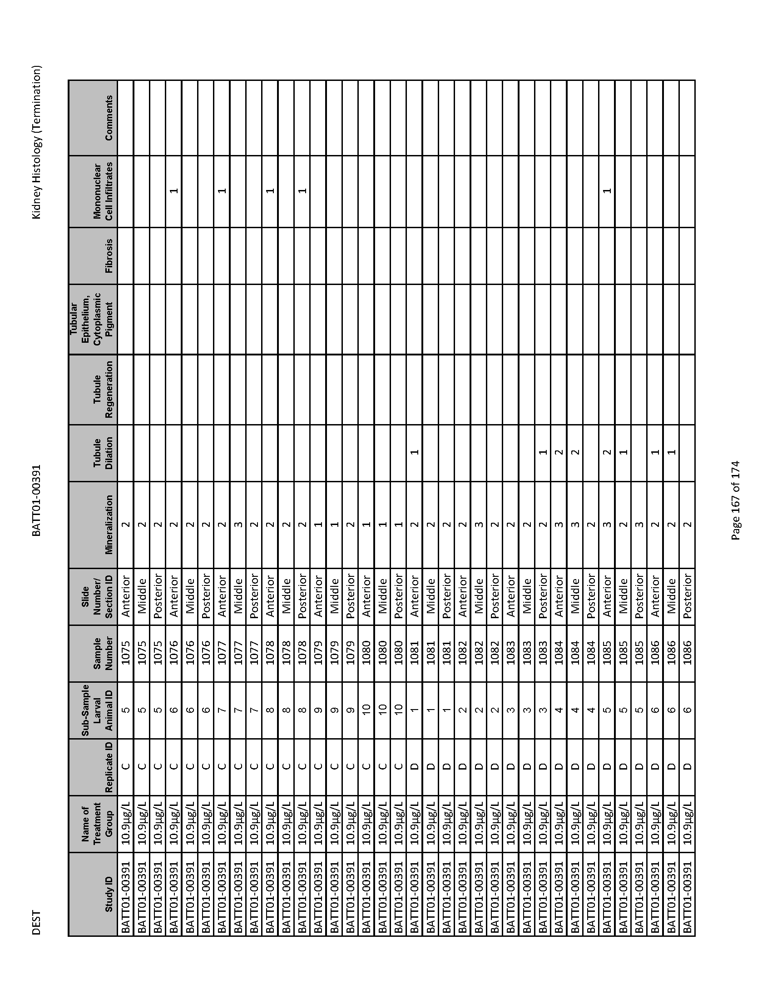 DEST BATT01-00391 Kidney Histology (Termination)
Study ID Name of Treatment Group Replicate ID Sub-Sample Larval Animal ID Sample Number Slide Number/ Section ID Mineralization Tubule Dilation Tubule Regeneration Tubular Epithelium, Cytoplasmic Pigment Fibrosis Mononuclear Cell Infiltrates Comments
BATT01-00391 10.9µg/L C 5 1075 Anterior 2
BATT01-00391 10.9µg/L C 5 1075 Middle 2
BATT01-00391 10.9µg/L C 5 1075 Posterior 2
BATT01-00391 10.9µg/L C 6 1076 Anterior 2 1
BATT01-00391 10.9µg/L C 6 1076 Middle 2
BATT01-00391 10.9µg/L C 6 1076 Posterior 2
BATT01-00391 10.9µg/L C 7 1077 Anterior 2 1
BATT01-00391 10.9µg/L C 7 1077 Middle 3
BATT01-00391 10.9µg/L C 7 1077 Posterior 2
BATT01-00391 10.9µg/L C 8 1078 Anterior 2 1
BATT01-00391 10.9µg/L C 8 1078 Middle 2
BATT01-00391 10.9µg/L C 8 1078 Posterior 2 1
BATT01-00391 10.9µg/L C 9 1079 Anterior 1
BATT01-00391 10.9µg/L C 9 1079 Middle 1
BATT01-00391 10.9µg/L C 9 1079 Posterior 2
BATT01-00391 10.9µg/L C 10 1080 Anterior 1
BATT01-00391 10.9µg/L C 10 1080 Middle 1
BATT01-00391 10.9µg/L C 10 1080 Posterior 1
BATT01-00391 10.9µg/L D 1 1081 Anterior 2 1
BATT01-00391 10.9µg/L D 1 1081 Middle 2
BATT01-00391 10.9µg/L D 1 1081 Posterior 2
BATT01-00391 10.9µg/L D 2 1082 Anterior 2
BATT01-00391 10.9µg/L D 2 1082 Middle 3
BATT01-00391 10.9µg/L D 2 1082 Posterior 2
BATT01-00391 10.9µg/L D 3 1083 Anterior 2
BATT01-00391 10.9µg/L D 3 1083 Middle 2
BATT01-00391 10.9µg/L D 3 1083 Posterior 2 1
BATT01-00391 10.9µg/L D 4 1084 Anterior 3 2
BATT01-00391 10.9µg/L D 4 1084 Middle 3 2
BATT01-00391 10.9µg/L D 4 1084 Posterior 2
BATT01-00391 10.9µg/L D 5 1085 Anterior 3 2 1
BATT01-00391 10.9µg/L D 5 1085 Middle 2 1
BATT01-00391 10.9µg/L D 5 1085 Posterior 3
BATT01-00391 10.9µg/L D 6 1086 Anterior 2 1
BATT01-00391 10.9µg/L D 6 1086 Middle 2 1
BATT01-00391 10.9µg/L D 6 1086 Posterior 2
Page 167 of 174